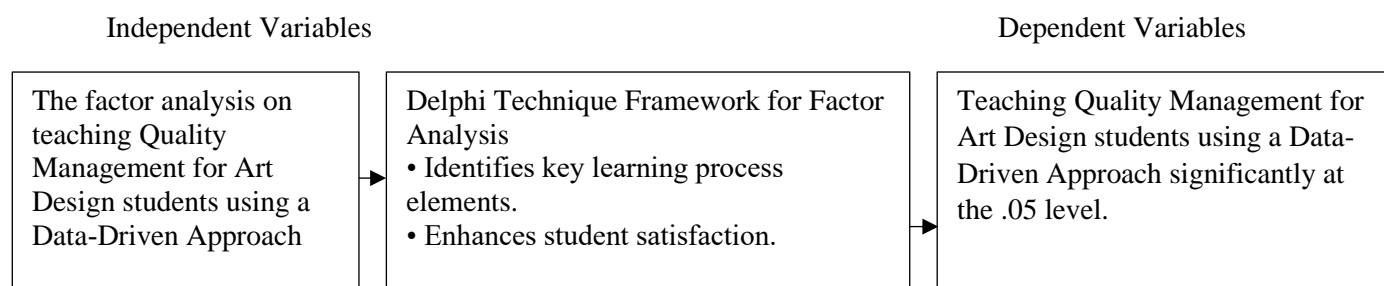 Independent Variables
Dependent Variables
The factor analysis on
teaching Quality
Management for Art
Design students using a
Data-Driven Approach
Delphi Technique Framework for Factor
Analysis
• Identifies key learning process
elements.
• Enhances student satisfaction.
Teaching Quality Management for
Art Design students using a Data-
Driven Approach significantly at
the .05 level.